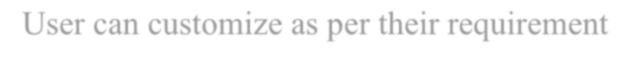 User can customize as per their requirement